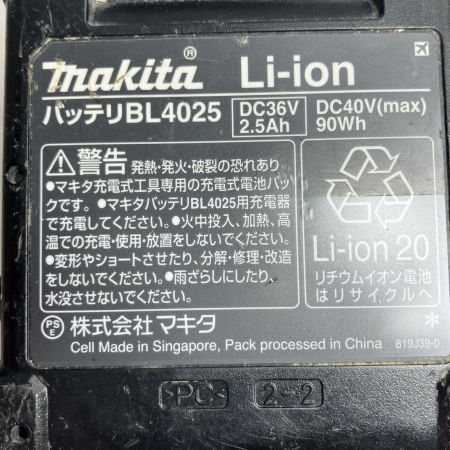 makita® Li-ion
バッテリBL4025 DC36V 2.5Ah DC40V(max) 90Wh
警告 発熱・発火・破裂の恐れあり
●マキタ充電式工具専用の充電式電池パッ
クです。●マキタバッテリBL4025用充電器
で充電してください。●火中投入、加熱、高
温での充電・使用・放置をしないでください。
●変形やショートさせたり、分解・修理・改造
をしないでください。●雨ざらしにしたり、
水没させないでください。
Li-ion 20
リチウムイオン電池
はリサイクルへ
PSE 株式会社マキタ *
Cell Made in Singapore, Pack processed in China 819J39-0
>PC< 2-2